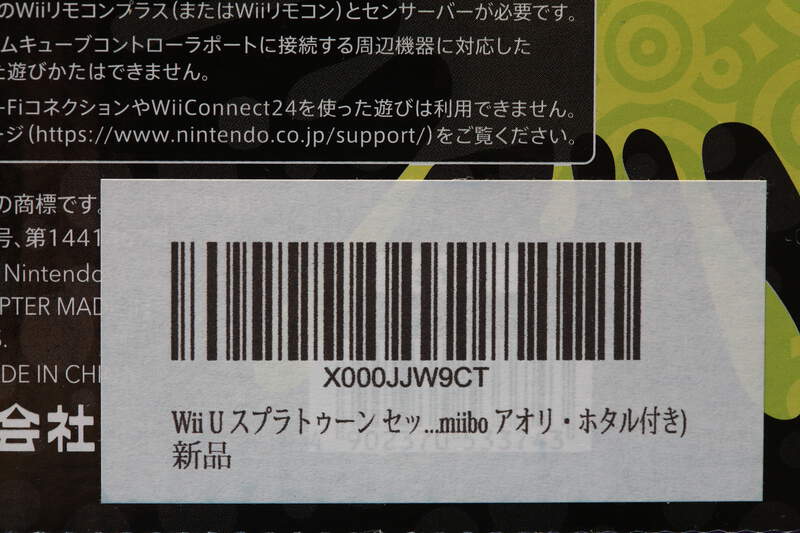 のWiiリモコンプラス(またはWiiリモコン)とセンサーバーが必要です。
ムキューブコントローラポートに接続する周辺機器に対応した
た遊びかたはできません。
-FiコネクションやWiiConnect24を使った遊びは利用できません。
ージ(https://www.nintendo.co.jp/support/)をご覧ください。
の商標です。
号、第1441
Nintendo
PTER MADE
S.
DE IN CHI
会社
X000JJW9CT
Wii U スプラトゥーン セッ...miibo アオリ・ホタル付き)
新品